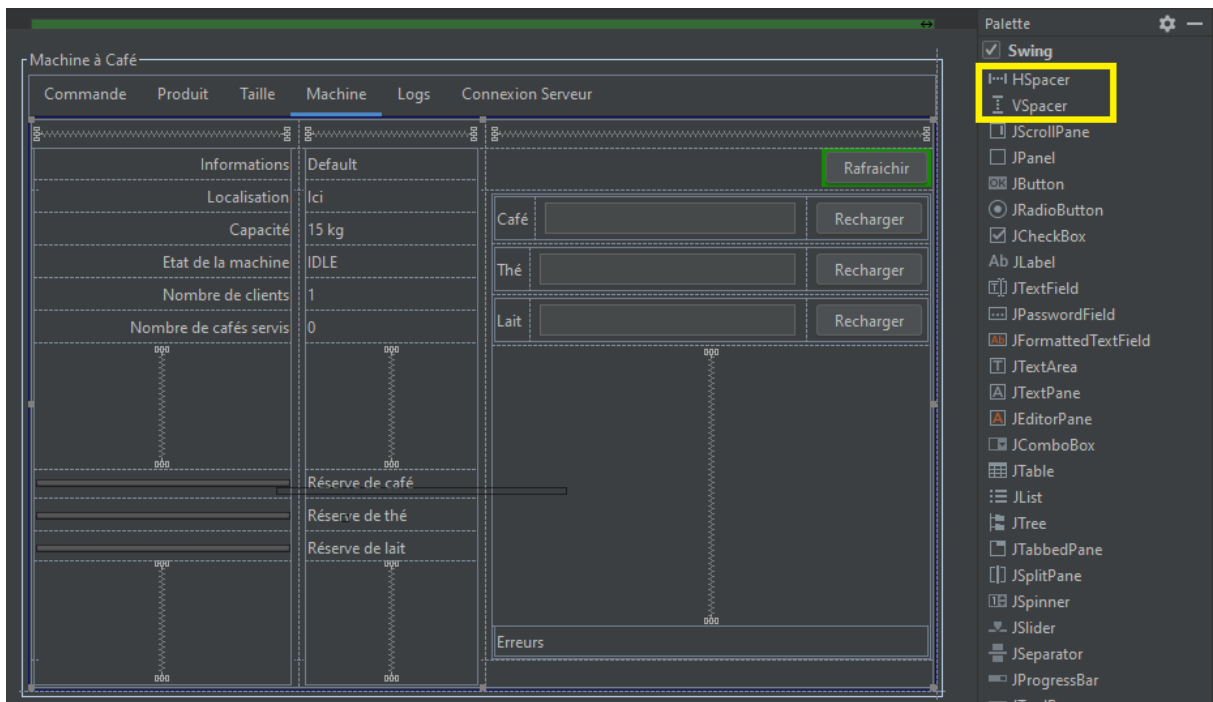 Machine à Café
Commande Produit Taille Machine Logs Connexion Serveur
Informations Default
Rafraichir
Localisation Ici
Capacité 15 kg
Etat de la machine IDLE
Nombre de clients 1
Nombre de cafés servis 0
Café Recharger
Thé Recharger
Lait Recharger
Réserve de café
Réserve de thé
Réserve de lait
Erreurs
Palette
Swing
HSpacer
VSpacer
JScrollPane
JPanel
OK JButton
JRadioButton
JCheckBox
Ab JLabel
T JTextField
JPasswordField
Ab JFormattedTextField
T JTextArea
A JTextPane
A JEditorPane
JComboBox
JTable
JList
JTree
JTabbedPane
JSplitPane
JSpinner
JSlider
JSeparator
JProgressBar